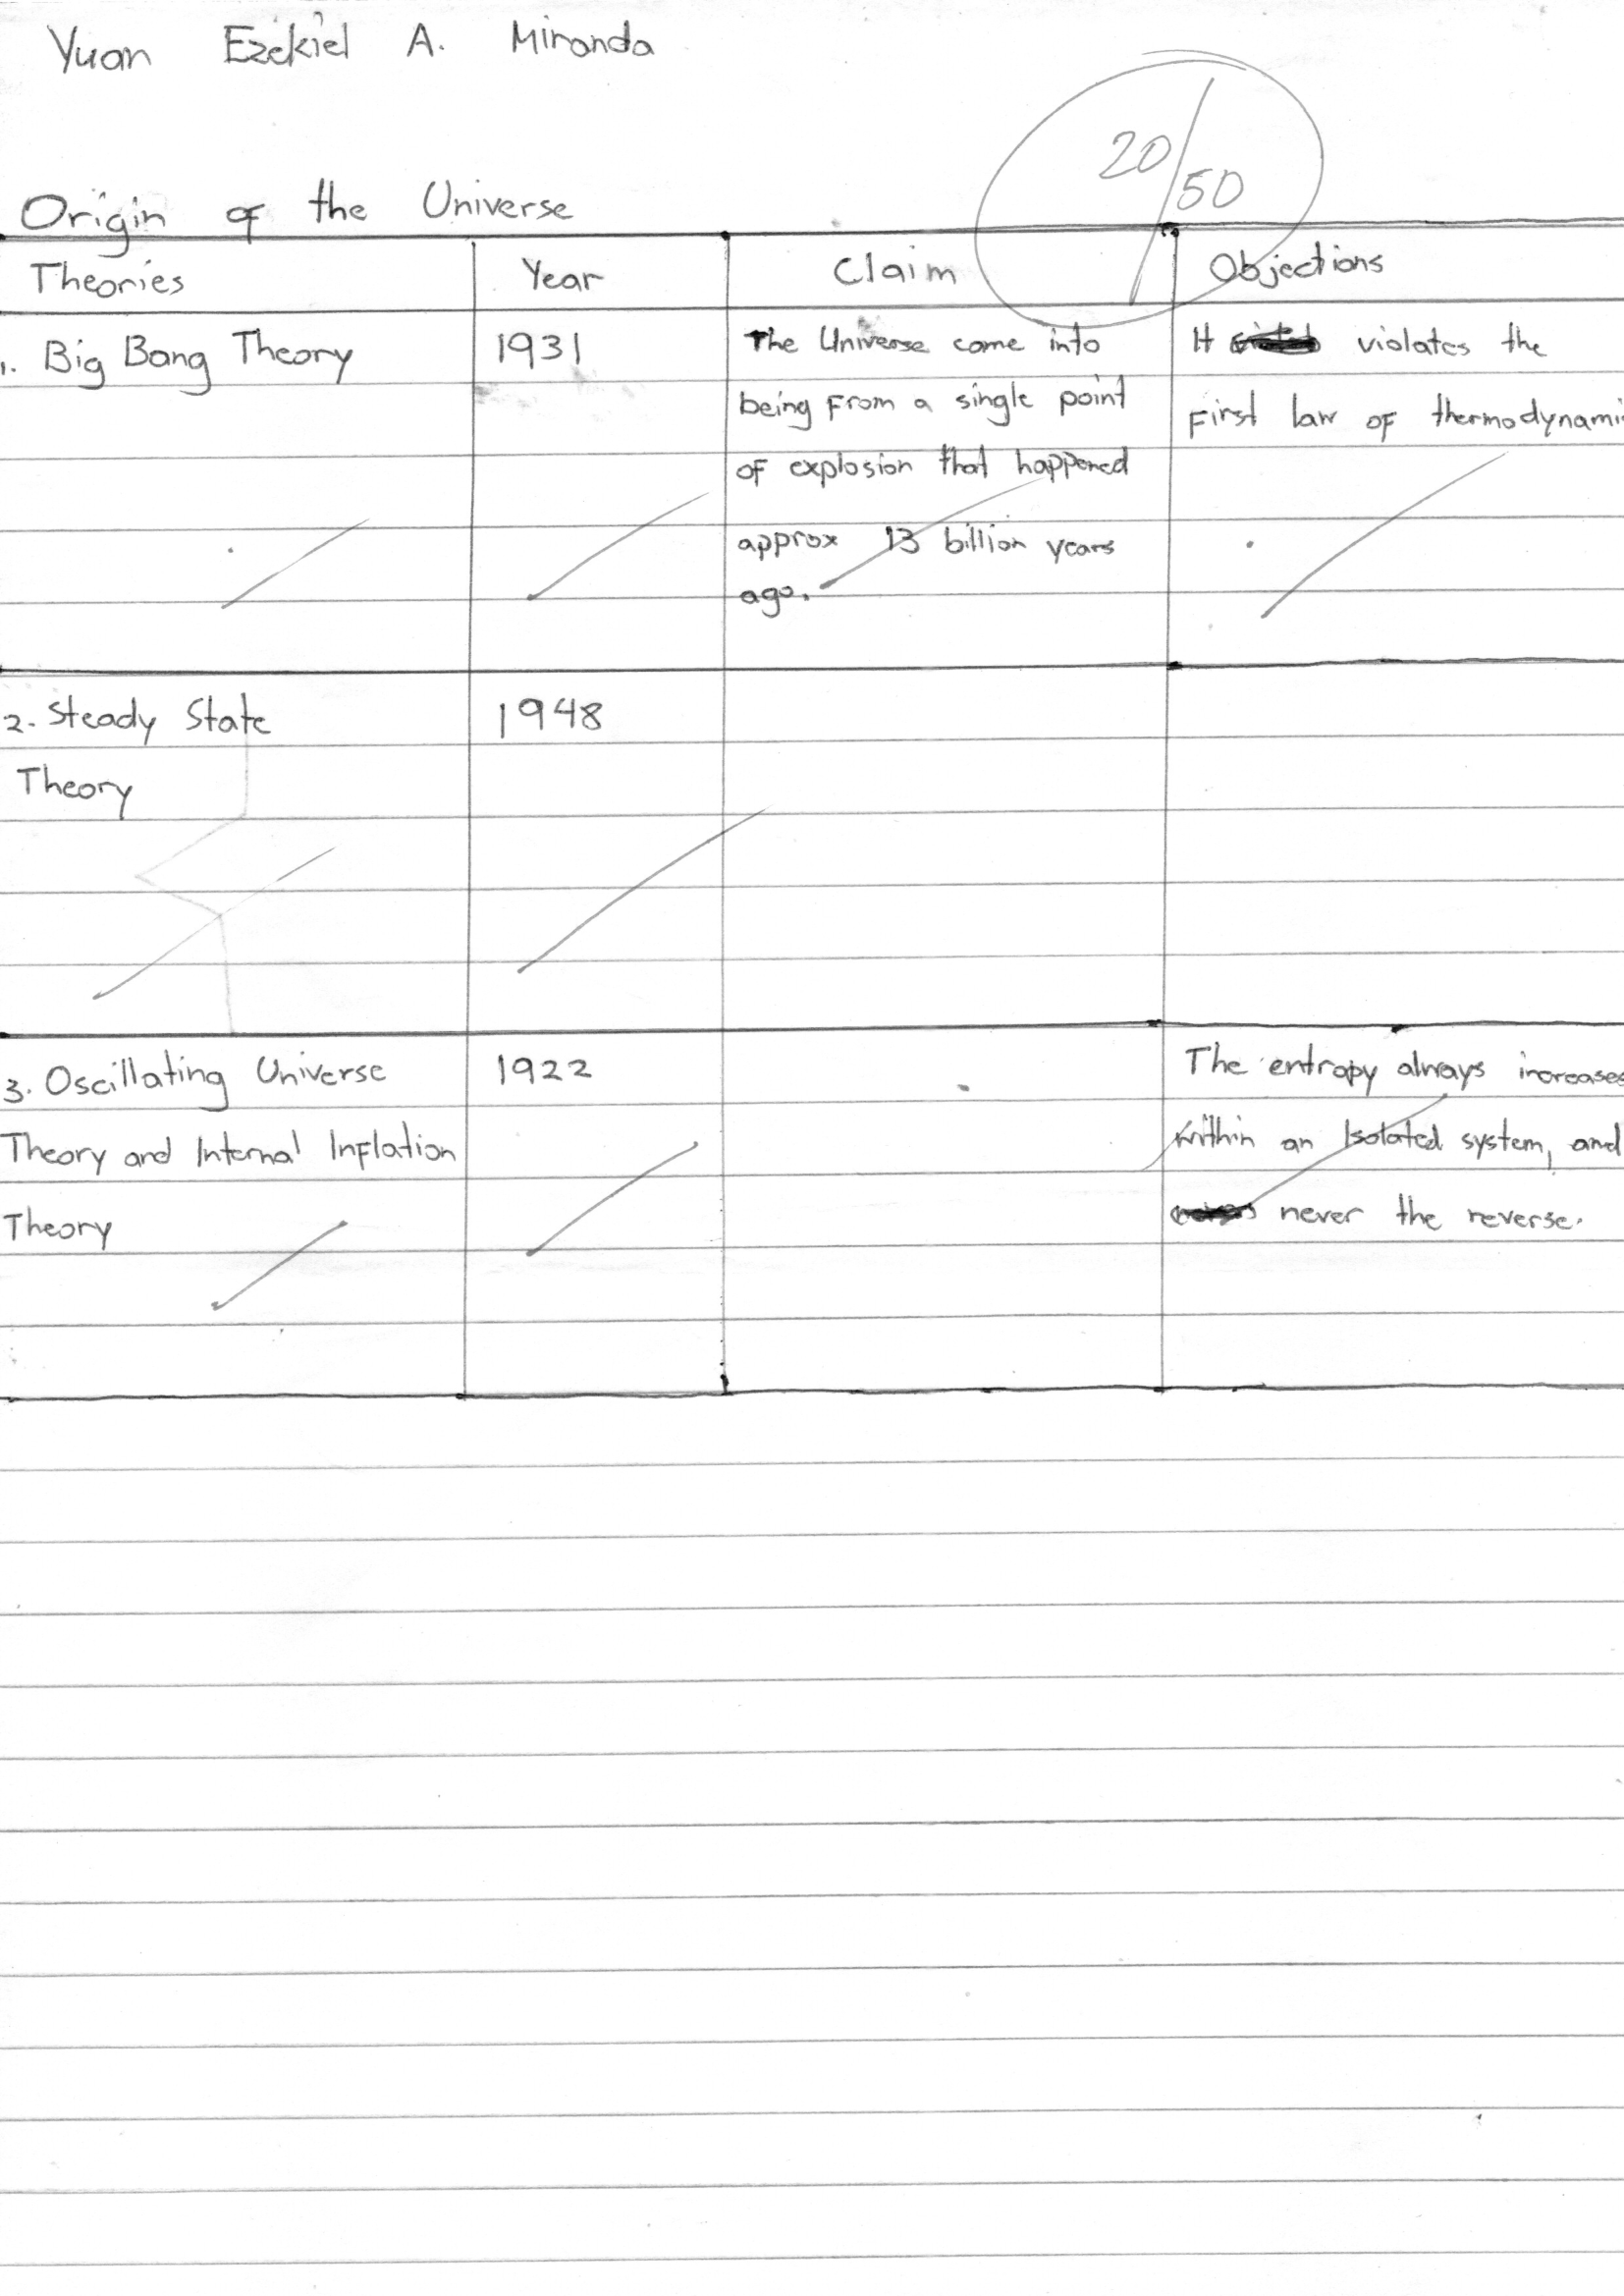 Yuan Ezekiel A. Miranda
20/50
Origin of the Universe
Theories Year Claim Objections
1. Big Bang Theory 1931 The Universe came into It violates the
being from a single point First law of thermodynami
of explosion that happened
approx 13 billion years
ago.
2. Steady State 1948
Theory
3. Oscillating Universe 1922 The entropy always increases
Theory and Internal Inflation within an Isolated system, and
Theory never the reverse.